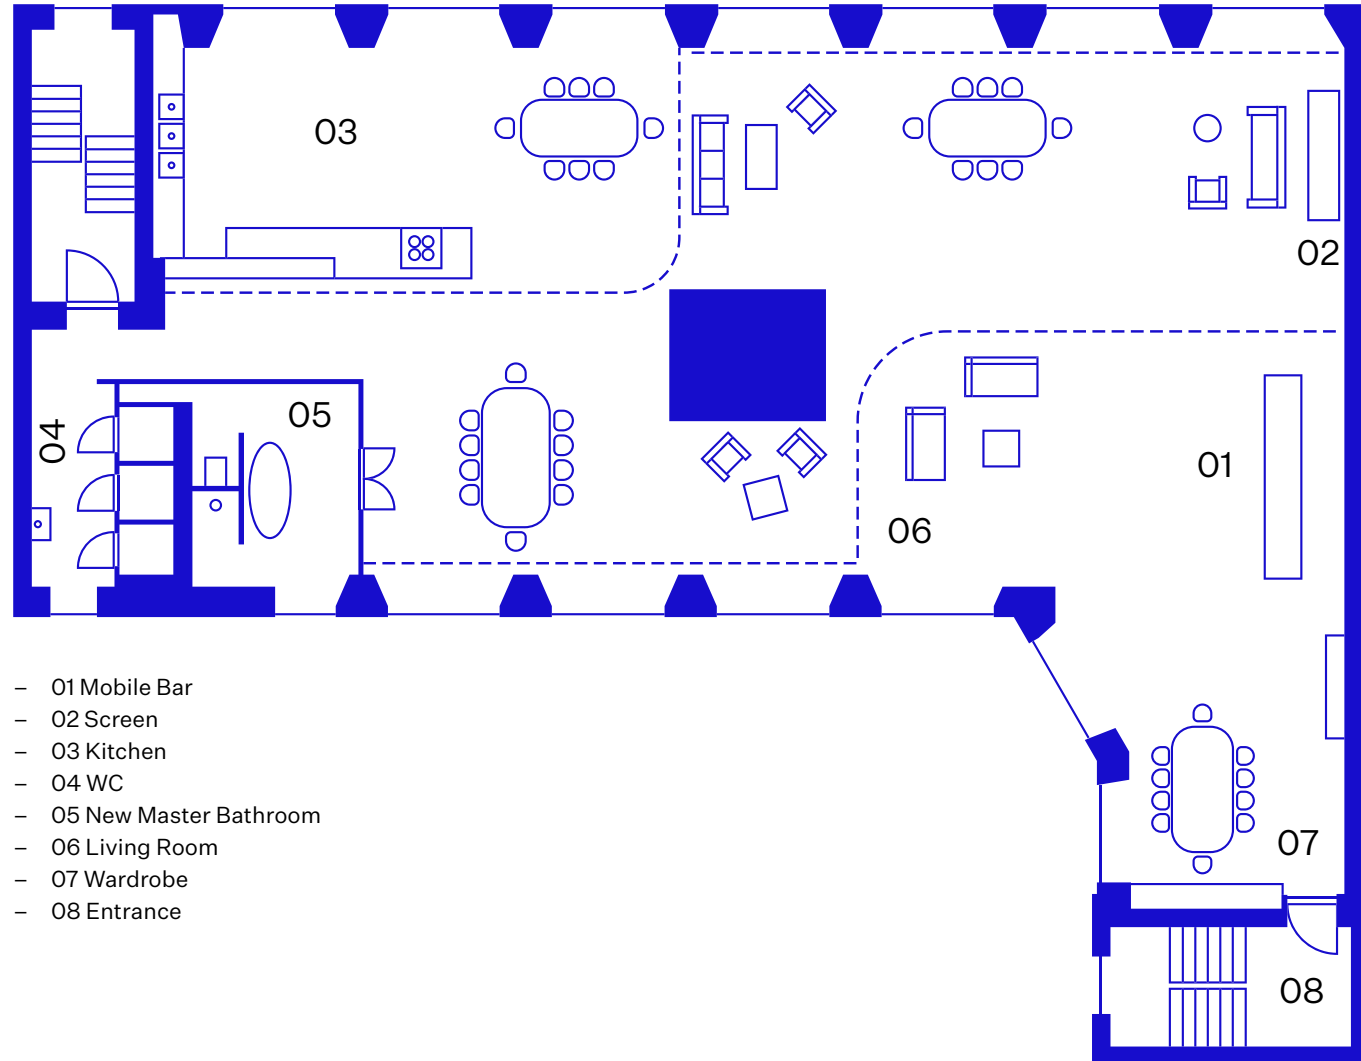 03
02
05
04
01
06
– 01 Mobile Bar
– 02 Screen
– 03 Kitchen
– 04 WC
– 05 New Master Bathroom
– 06 Living Room
– 07 Wardrobe
– 08 Entrance
07
08